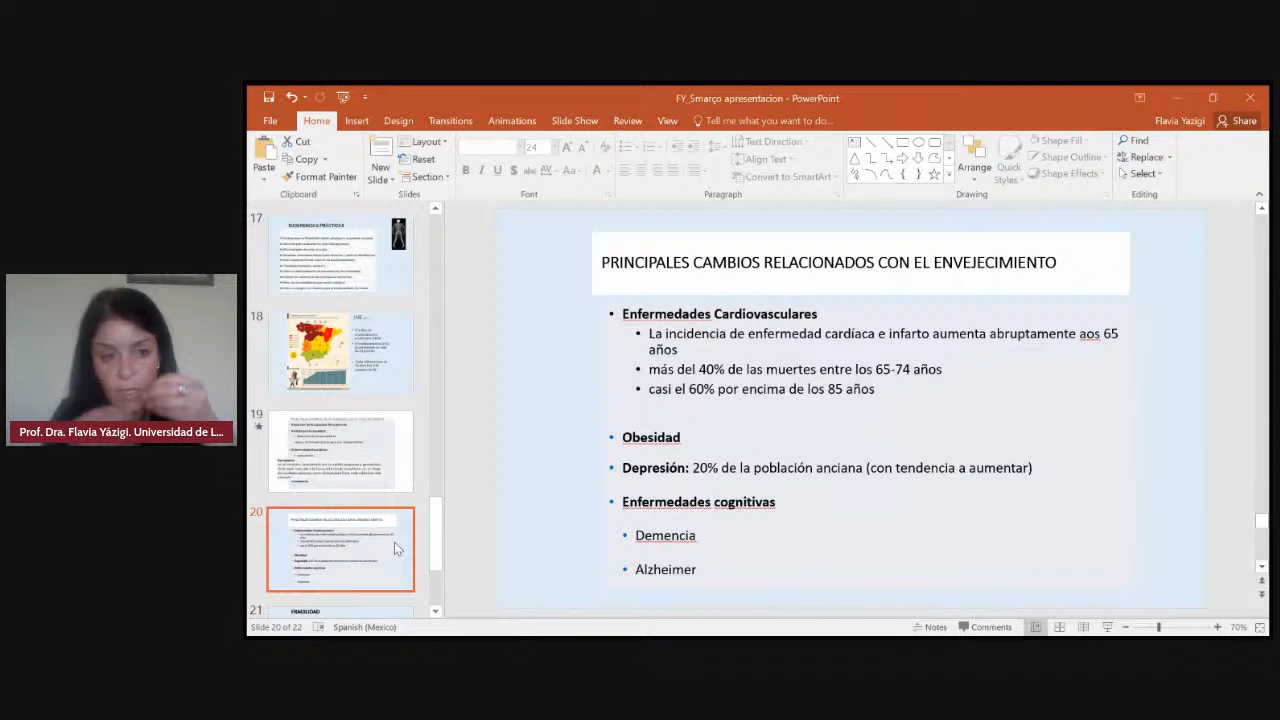 FY_5março apresentacion - PowerPoint
File Home Insert Design Transitions Animations Slide Show Review View Tell me what you want to do... Flavia Yazigi Share
Paste
Cut
Copy
Format Painter
Clipboard
New Slide
Layout
Reset
Section
Slides
24
Font
Text Direction
Align Text
Convert to SmartArt
Paragraph
Arrange
Quick Styles
Shape Fill
Shape Outline
Shape Effects
Drawing
Find
Replace
Select
Editing
17
18
19
20
21
FRAGILIDAD
PRINCIPALES CAMBIOS RELACIONADOS CON EL ENVEJECIMIENTO
Enfermedades Cardiovasculares
La incidencia de enfermedad cardíaca infarto aumenta abruptamente aos 65
años
más del 40% de las muertes entre los 65-74 años
casi el 60% por encima de los 85 años
Obesidad
Depresión: 20% de la población anciana (con tendencia a aumentar)
Enfermedades cognitivas
Demencia
Alzheimer
Prof. Dra. Flavia Yázigi. Universidad de L...
Slide 20 of 22 Spanish (Mexico) Notes Comments 70%